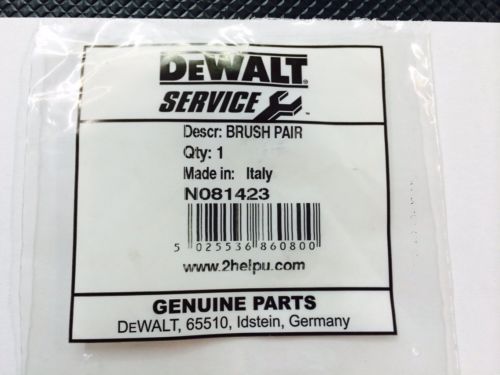 DEWALT
SERVICE
Descr: BRUSH PAIR
Qty: 1
Made in: Italy
N081423
5 025536 860800
www.2helpu.com
GENUINE PARTS
DEWALT, 65510, Idstein, Germany